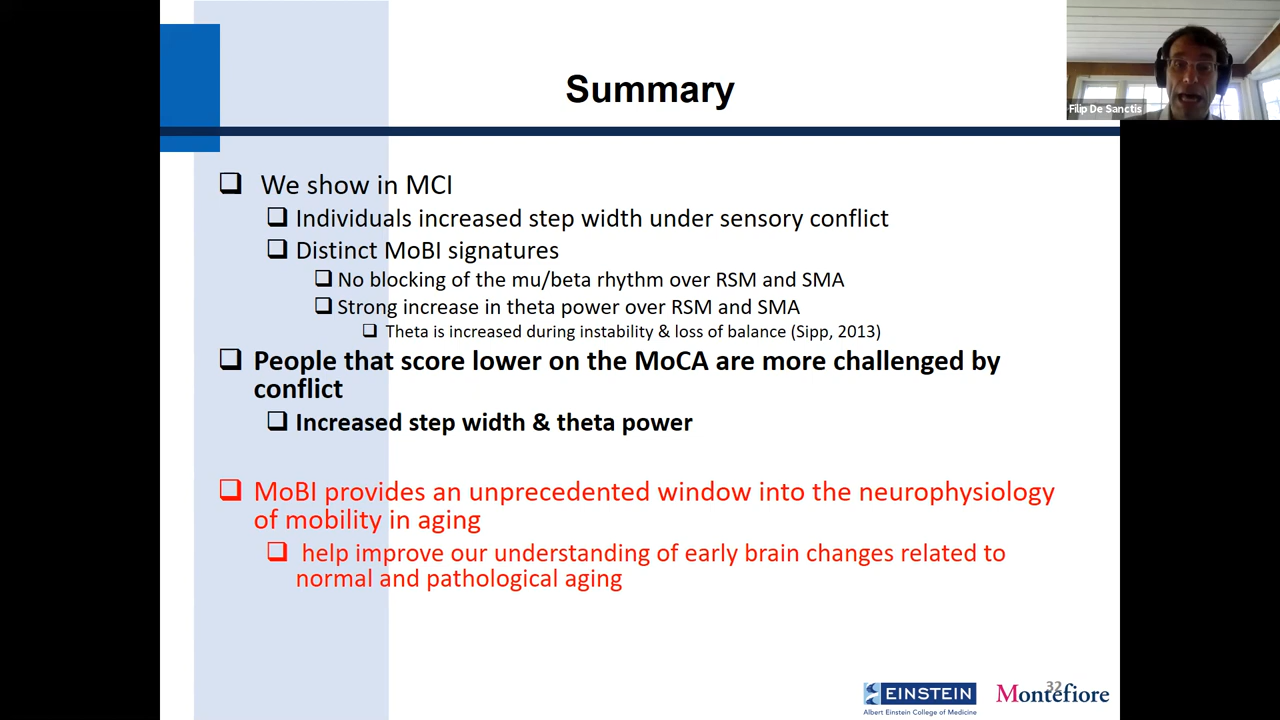 Summary
Filip De Sanctis
We show in MCI
Individuals increased step width under sensory conflict
Distinct MoBI signatures
No blocking of the mu/beta rhythm over RSM and SMA
Strong increase in theta power over RSM and SMA
Theta is increased during instability & loss of balance (Sipp, 2013)
People that score lower on the MoCA are more challenged by
conflict
Increased step width & theta power
MoBI provides an unprecedented window into the neurophysiology
of mobility in aging
help improve our understanding of early brain changes related to
normal and pathological aging
EINSTEIN
Albert Einstein College of Medicine
Montefiore
32